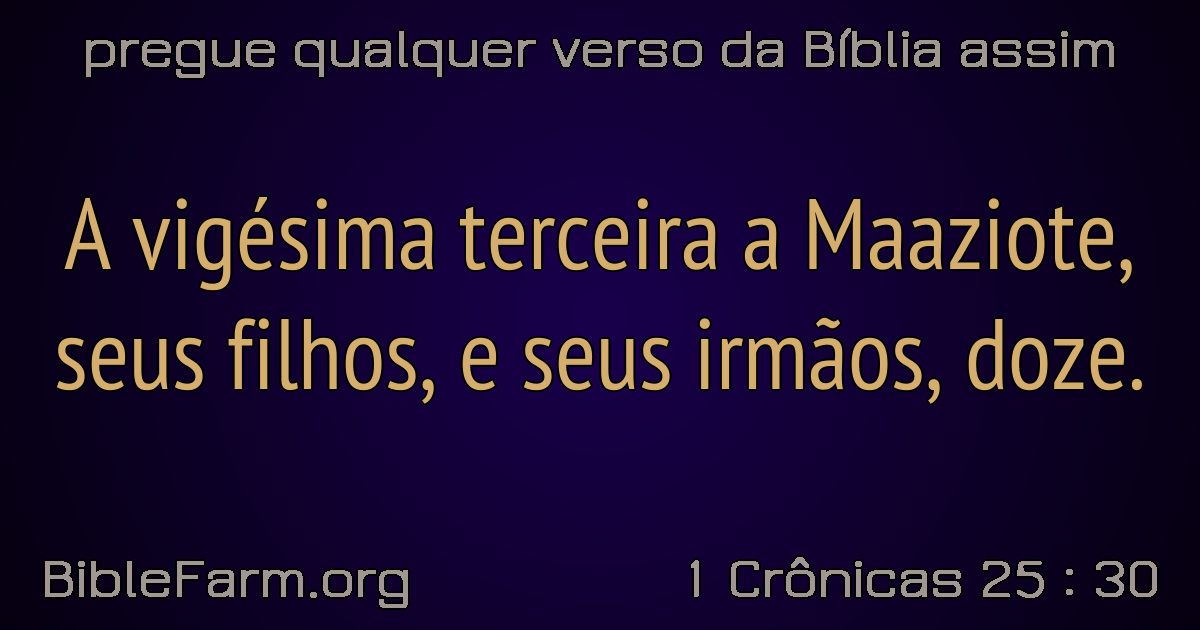 pregue qualquer verso da Bíblia assim
A vigésima terceira a Maaziote,
seus filhos, e seus irmãos, doze.
BibleFarm.org
1 Crônicas 25 : 30